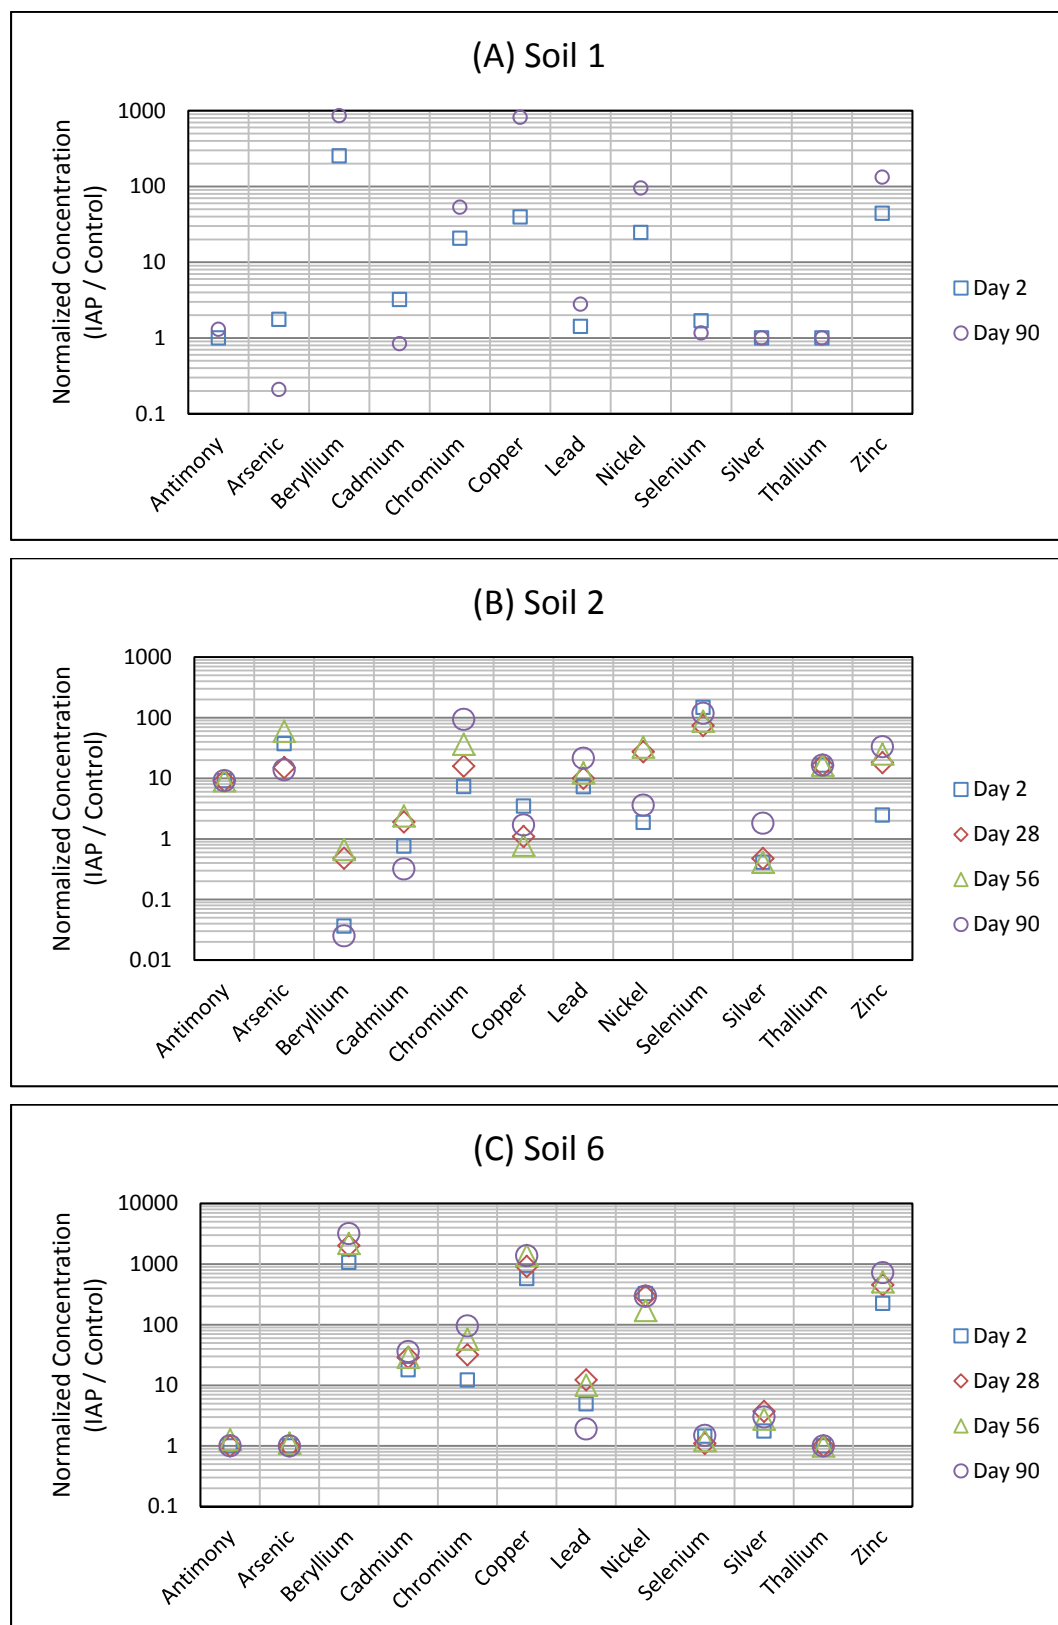 (A) Soil 1
Normalized Concentration
(IAP / Control)
1000
100
10
1
0.1
Antimony
Arsenic
Beryllium
Cadmium
Chromium
Copper
Lead
Nickel
Selenium
Silver
Thallium
Zinc
Day 2
Day 90
(B) Soil 2
Normalized Concentration
(IAP / Control)
1000
100
10
1
0.1
0.01
Antimony
Arsenic
Beryllium
Cadmium
Chromium
Copper
Lead
Nickel
Selenium
Silver
Thallium
Zinc
Day 2
Day 28
Day 56
Day 90
(C) Soil 6
Normalized Concentration
(IAP / Control)
10000
1000
100
10
1
0.1
Antimony
Arsenic
Beryllium
Cadmium
Chromium
Copper
Lead
Nickel
Selenium
Silver
Thallium
Zinc
Day 2
Day 28
Day 56
Day 90